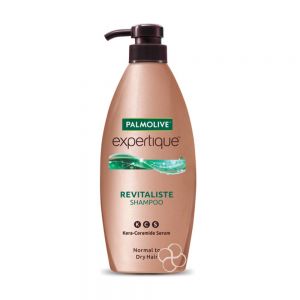 PALMOLIVE
expertique
REVITALISTE
SHAMPOO
K C S
Kera-Ceramide Serum
Normal to
Dry Hair